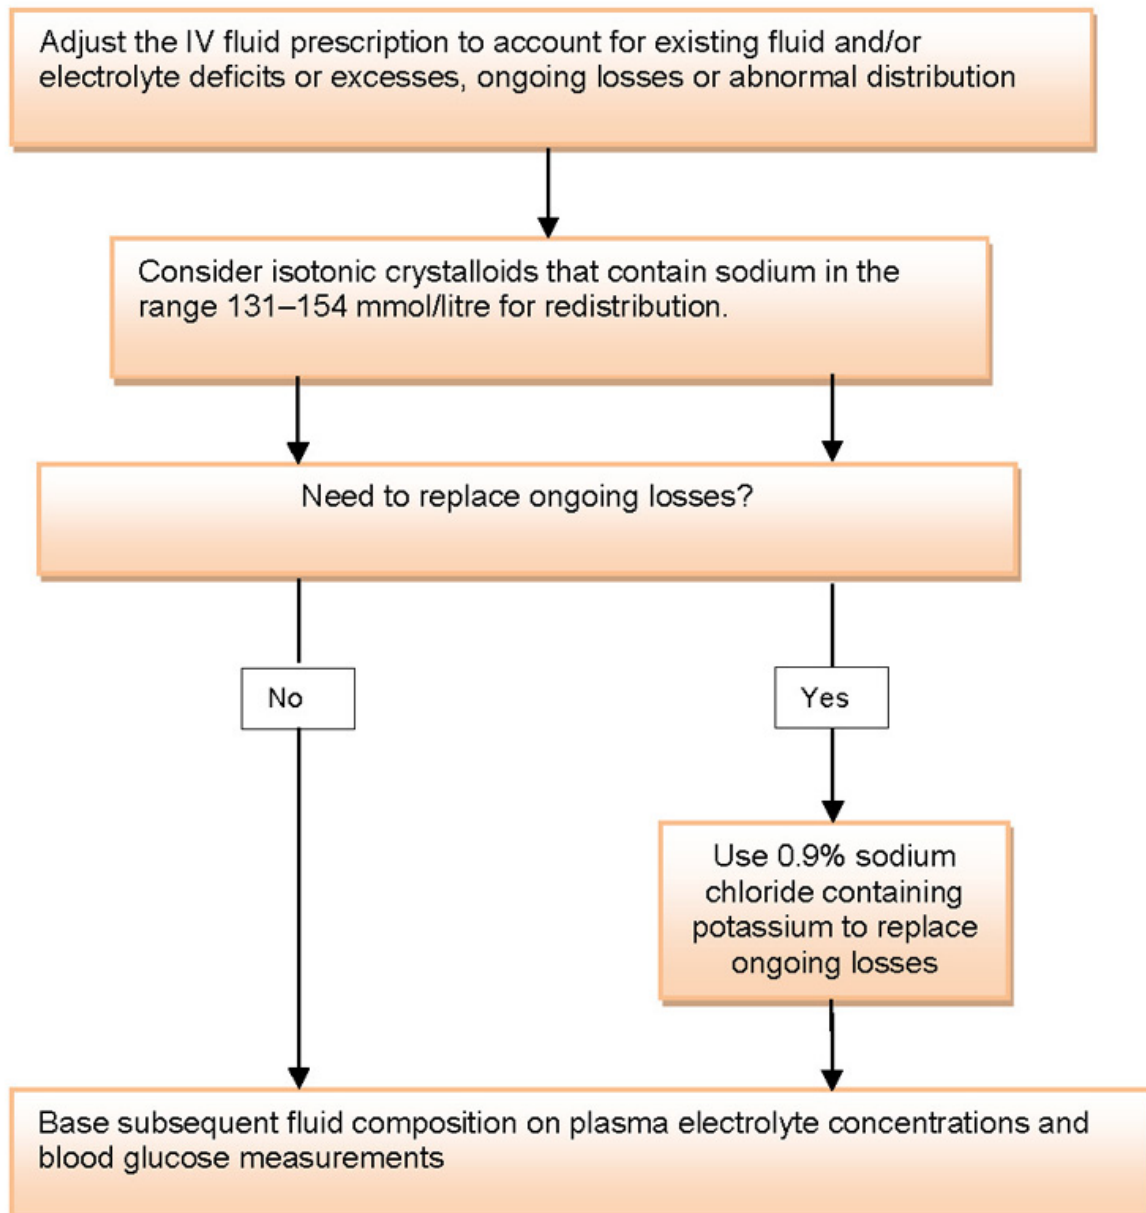 Adjust the IV fluid prescription to account for existing fluid and/or
electrolyte deficits or excesses, ongoing losses or abnormal distribution
Consider isotonic crystalloids that contain sodium in the
range 131–154 mmol/litre for redistribution.
Need to replace ongoing losses?
No
Yes
Use 0.9% sodium
chloride containing
potassium to replace
ongoing losses
Base subsequent fluid composition on plasma electrolyte concentrations and
blood glucose measurements